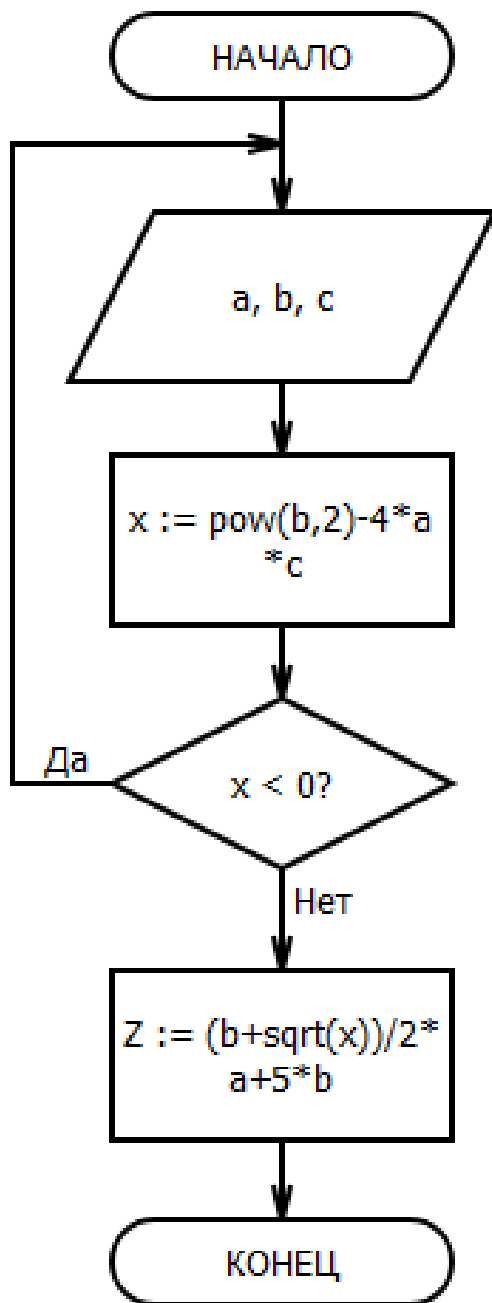 НАЧАЛО
a, b, c
x := pow(b,2)-4*a
*c
x < 0?
Да
Нет
Z := (b+sqrt(x))/2*
a+5*b
КОНЕЦ